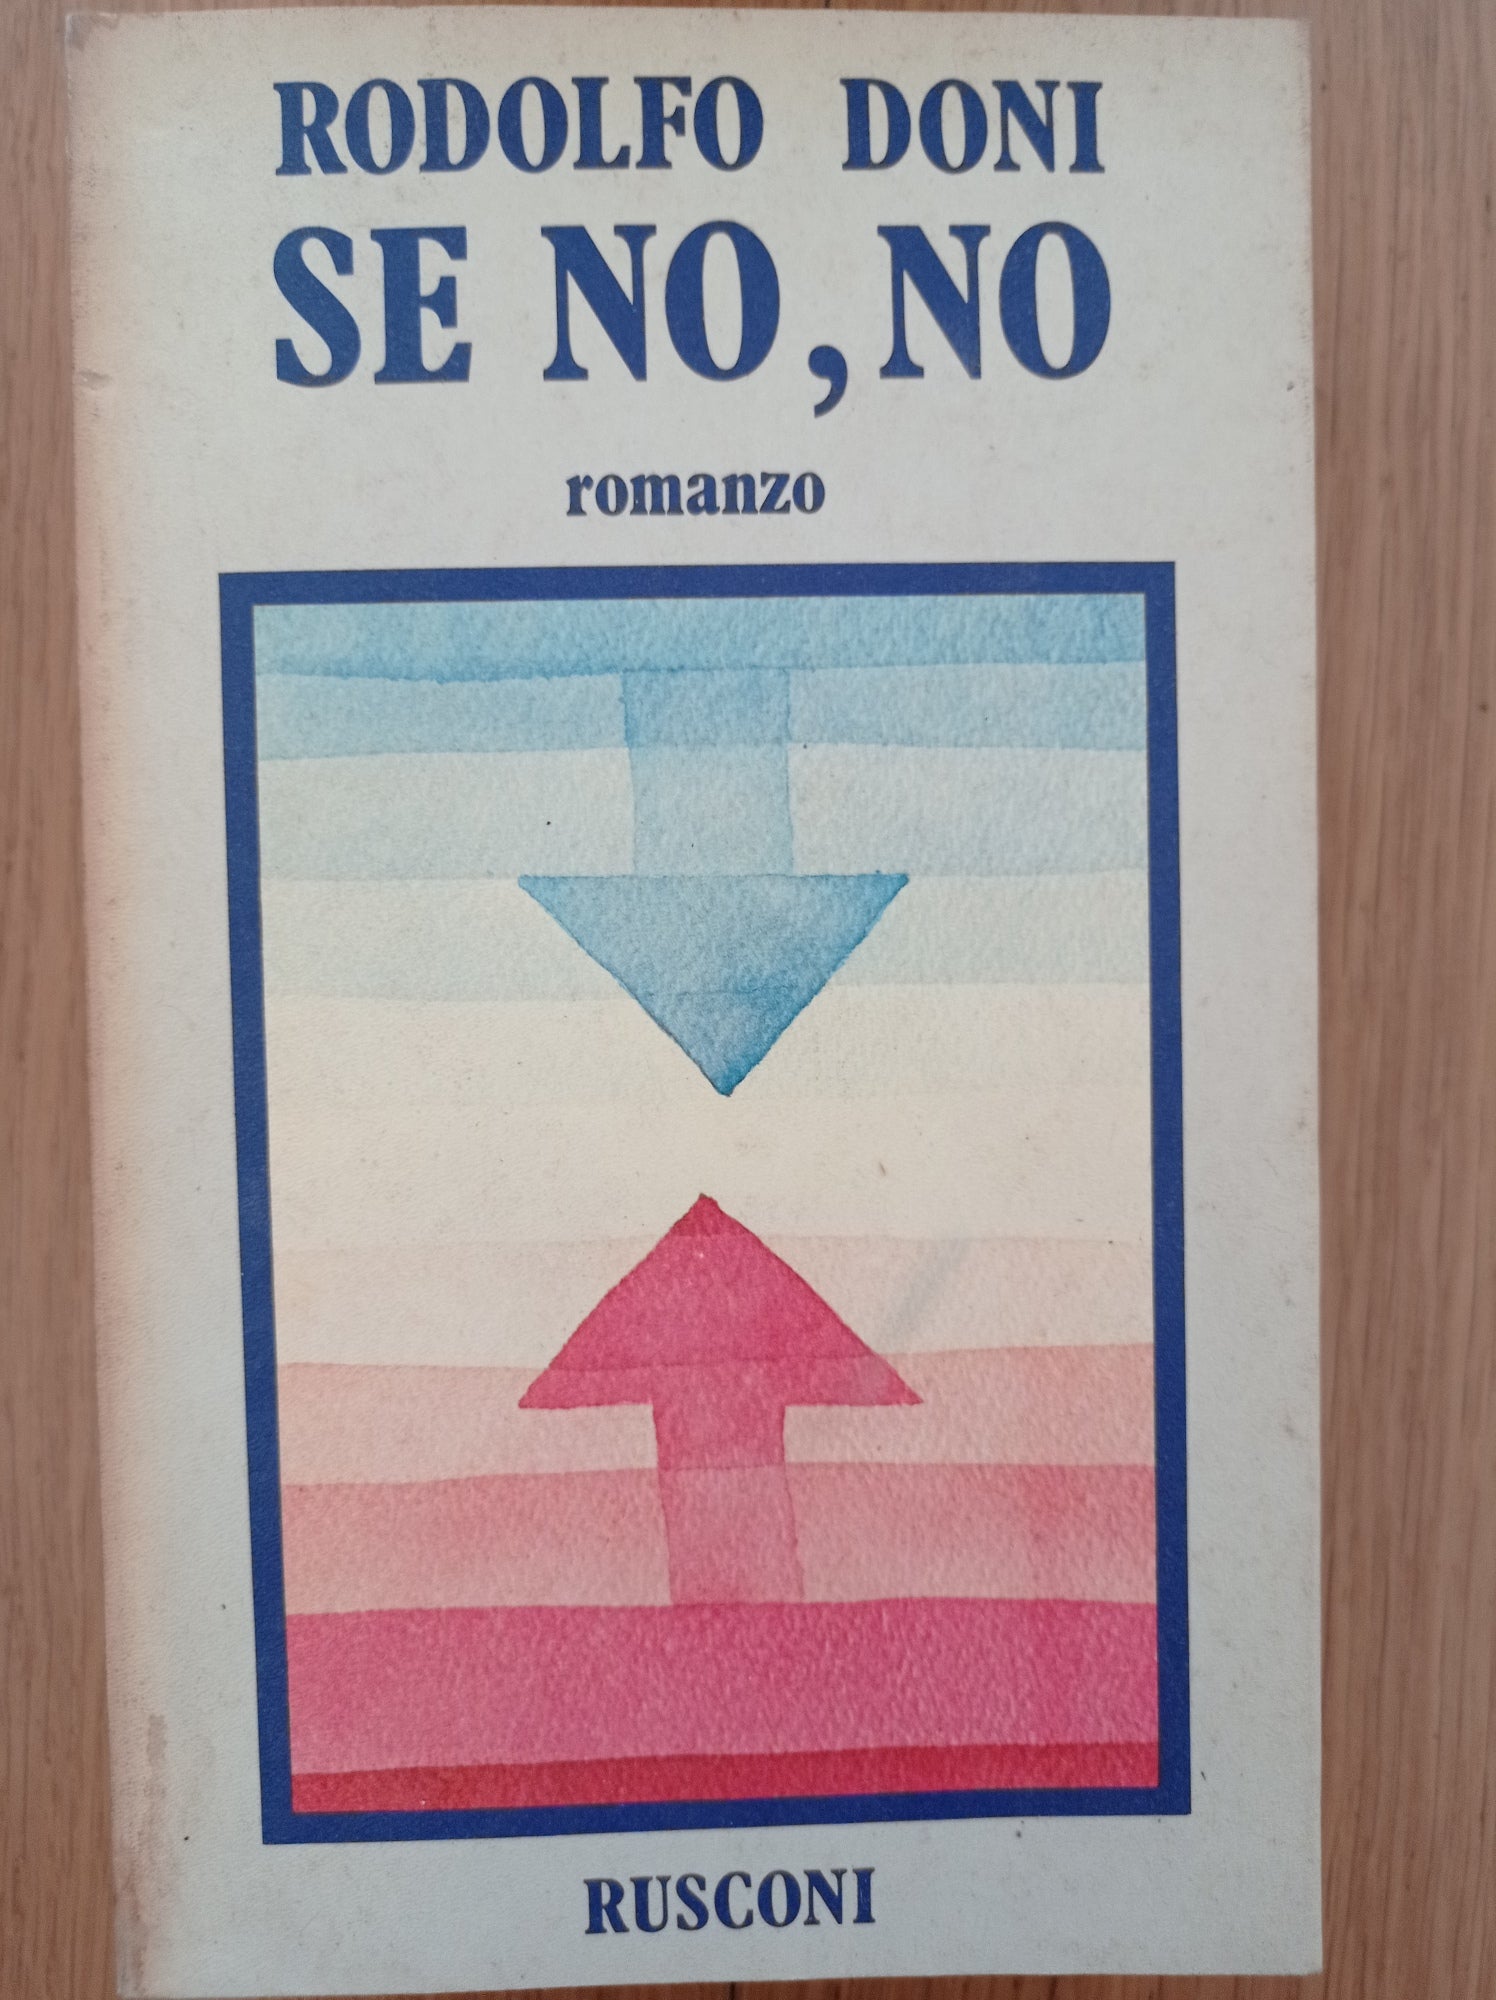 RODOLFO DONI
SE NO, NO
romanzo
RUSCONI